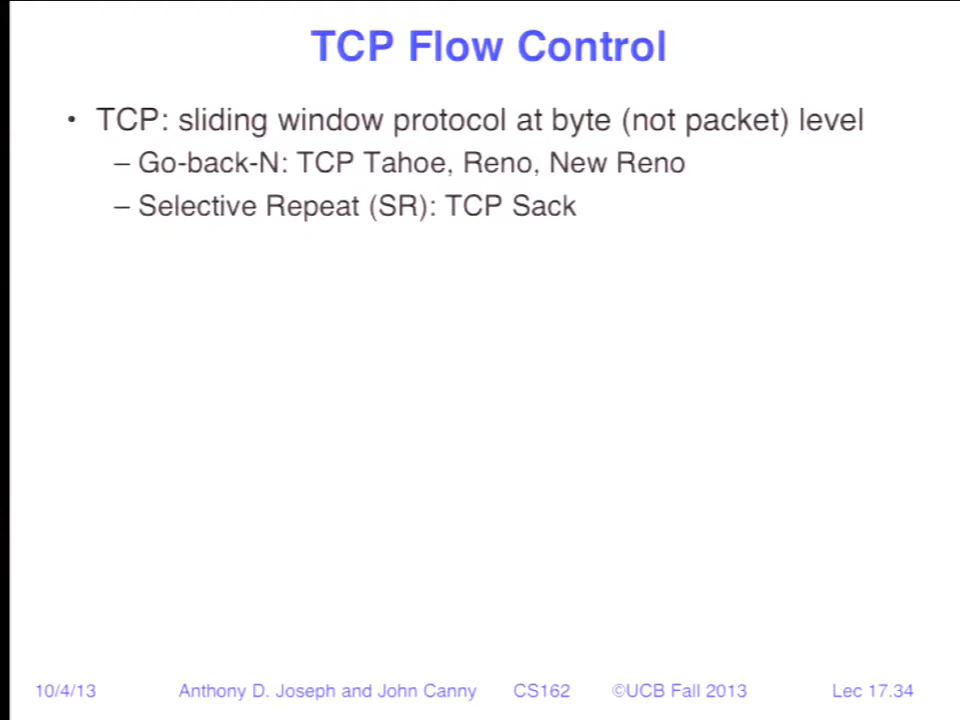 TCP Flow Control
• TCP: sliding window protocol at byte (not packet) level
– Go-back-N: TCP Tahoe, Reno, New Reno
– Selective Repeat (SR): TCP Sack
10/4/13 Anthony D. Joseph and John Canny CS162 ©UCB Fall 2013 Lec 17.34